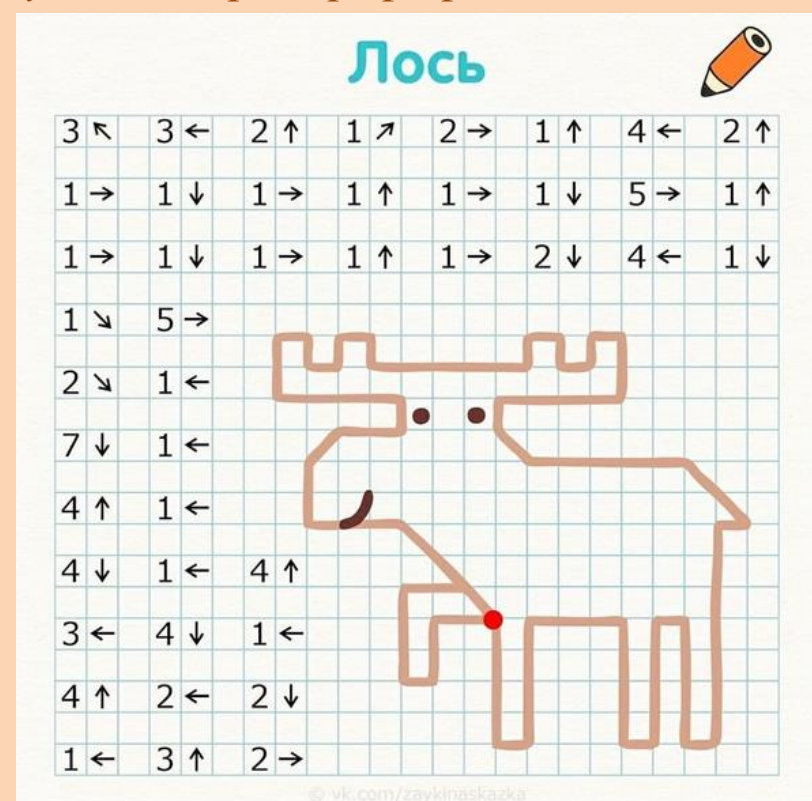 Лось
3 ↖ 3 ← 2 ↑ 1 ↗ 2 → 1 ↑ 4 ← 2 ↑
1 → 1 ↓ 1 → 1 ↑ 1 → 1 ↓ 5 → 1 ↑
1 → 1 ↓ 1 → 1 ↑ 1 → 2 ↓ 4 ← 1 ↓
1 ↘ 5 →
2 ↘ 1 ←
7 ↓ 1 ←
4 ↑ 1 ←
4 ↓ 1 ← 4 ↑
3 ← 4 ↓ 1 ←
4 ↑ 2 ← 2 ↓
1 ← 3 ↑ 2 →
© vk.com/zaykinaskazka